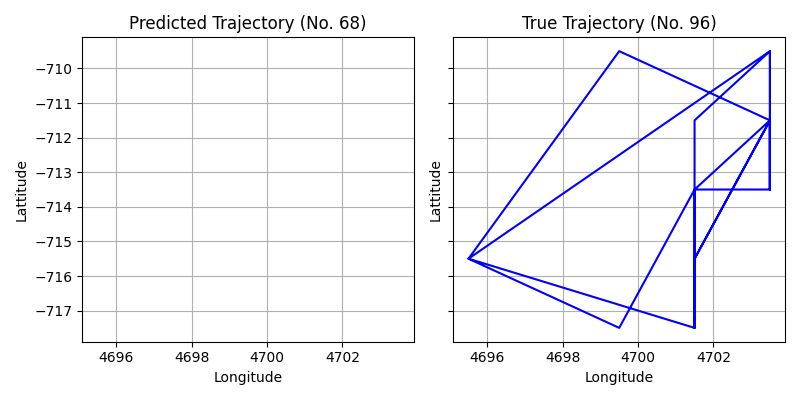 Predicted Trajectory (No. 68)
True Trajectory (No. 96)
Lattitude
−710
−711
−712
−713
−714
−715
−716
−717
4696
4698
4700
4702
Longitude
Lattitude
4696
4698
4700
4702
Longitude